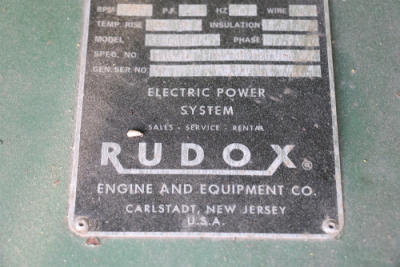 RPM P.F. HZ WIRE
TEMP. RISE INSULATION
MODEL PHASE
SPEC. NO.
GEN. SER. NO.
ELECTRIC POWER
SYSTEM
SALES - SERVICE - RENTAL
RUDOX®
ENGINE AND EQUIPMENT CO.
CARLSTADT, NEW JERSEY
U.S.A.